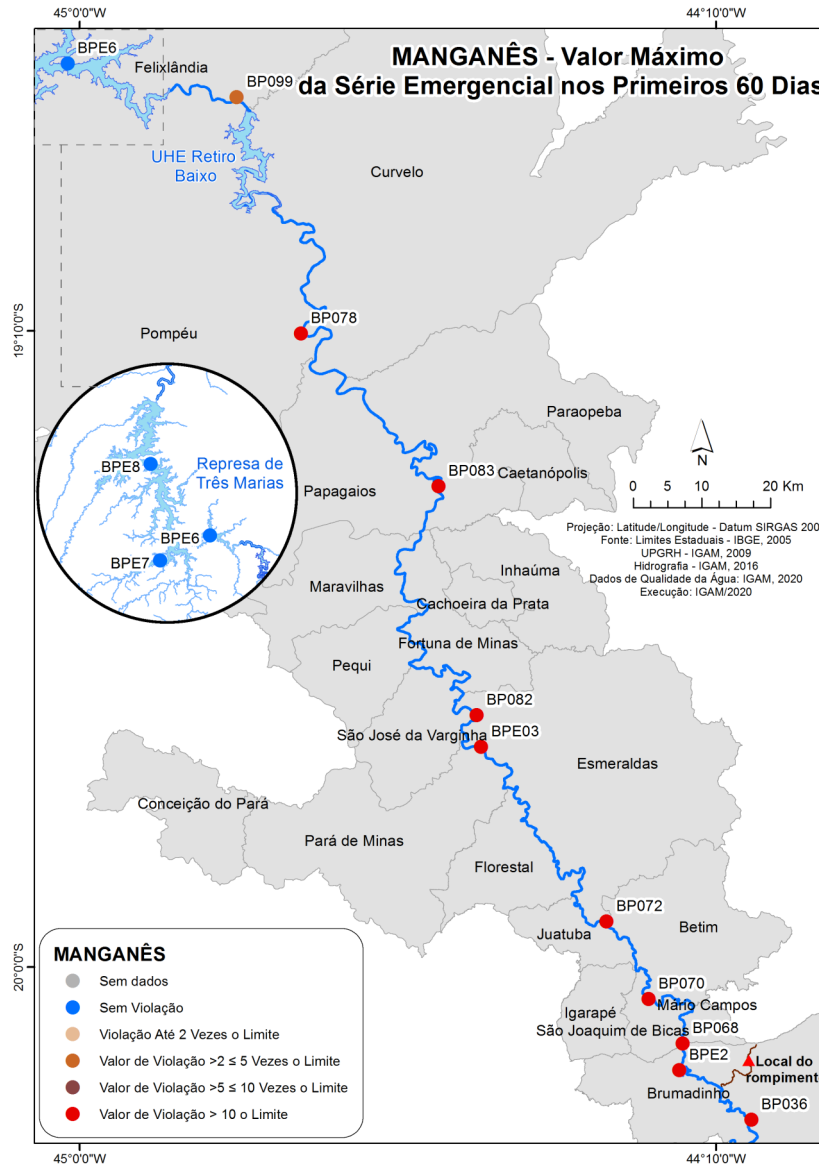 45°0'0"W
44°10'0"W
MANGANÊS - Valor Máximo
da Série Emergencial nos Primeiros 60 Dias
BPE6
Felixlândia
BP099
UHE Retiro
Baixo
Curvelo
BP078
19°10'0"S
Pompéu
Paraopeba
BP083
Caetanópolis
N
0 5 10 20 Km
BPE8
Represa de
Três Marias
BPE6
BPE7
Papagaios
Projeção: Latitude/Longitude - Datum SIRGAS 200
Fonte: Limites Estaduais - IBGE, 2005
UPGRH - IGAM, 2009
Hidrografia - IGAM, 2016
Dados de Qualidade da Água: IGAM, 2020
Execução: IGAM/2020
Inhaúma
Maravilhas
Cachoeira da Prata
Fortuna de Minas
Pequi
BP082
São José da Varginha
BPE03
Esmeraldas
Conceição do Pará
Pará de Minas
Florestal
BP072
Juatuba
Betim
20°0'0"S
BP070
Mário Campos
Igarapé
São Joaquim de Bicas
BP068
BPE2
Local do
rompiment
Brumadinho
BP036
MANGANÊS
Sem dados
Sem Violação
Violação Até 2 Vezes o Limite
Valor de Violação >2 ≤ 5 Vezes o Limite
Valor de Violação >5 ≤ 10 Vezes o Limite
Valor de Violação > 10 o Limite
45°0'0"W
44°10'0"W